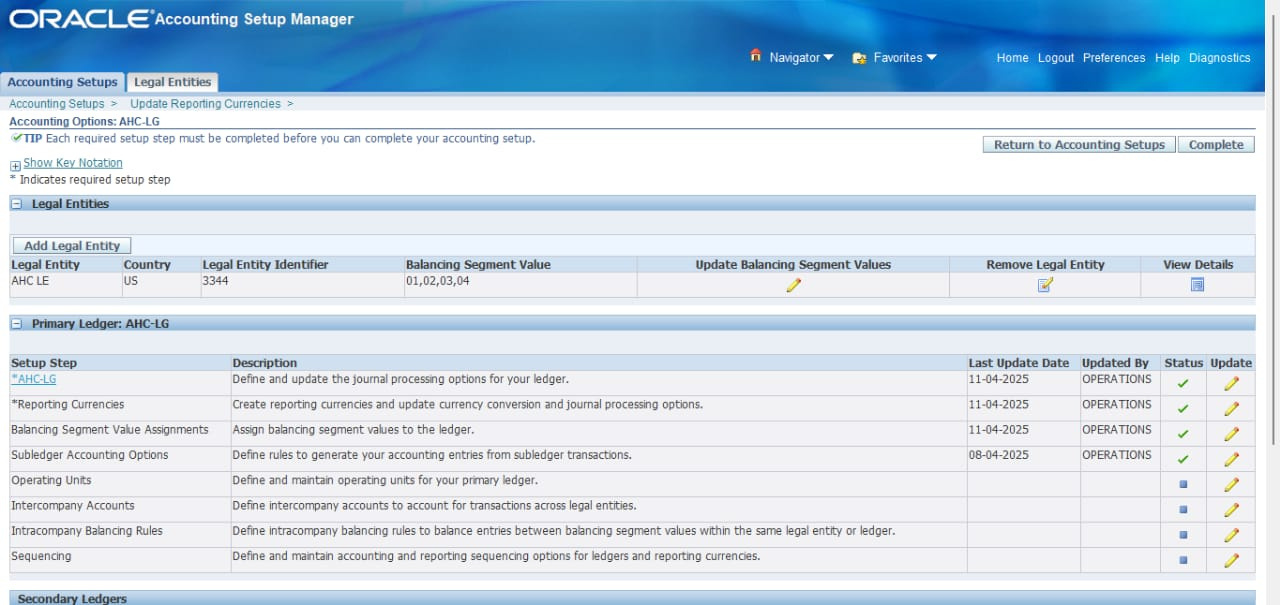 ORACLE® Accounting Setup Manager
Navigator Favorites Home Logout Preferences Help Diagnostics
Accounting Setups Legal Entities
Accounting Setups > Update Reporting Currencies >
Accounting Options: AHC-LG
TIP Each required setup step must be completed before you can complete your accounting setup.
Return to Accounting Setups Complete
Show Key Notation
* Indicates required setup step
Legal Entities
Add Legal Entity
Legal Entity Country Legal Entity Identifier Balancing Segment Value Update Balancing Segment Values Remove Legal Entity View Details
AHC LE US 3344 01,02,03,04
Primary Ledger: AHC-LG
Setup Step Description Last Update Date Updated By Status Update
*AHC-LG Define and update the journal processing options for your ledger. 11-04-2025 OPERATIONS
*Reporting Currencies Create reporting currencies and update currency conversion and journal processing options. 11-04-2025 OPERATIONS
Balancing Segment Value Assignments Assign balancing segment values to the ledger. 11-04-2025 OPERATIONS
Subledger Accounting Options Define rules to generate your accounting entries from subledger transactions. 08-04-2025 OPERATIONS
Operating Units Define and maintain operating units for your primary ledger.
Intercompany Accounts Define intercompany accounts to account for transactions across legal entities.
Intracompany Balancing Rules Define intracompany balancing rules to balance entries between balancing segment values within the same legal entity or ledger.
Sequencing Define and maintain accounting and reporting sequencing options for ledgers and reporting currencies.
Secondary Ledgers